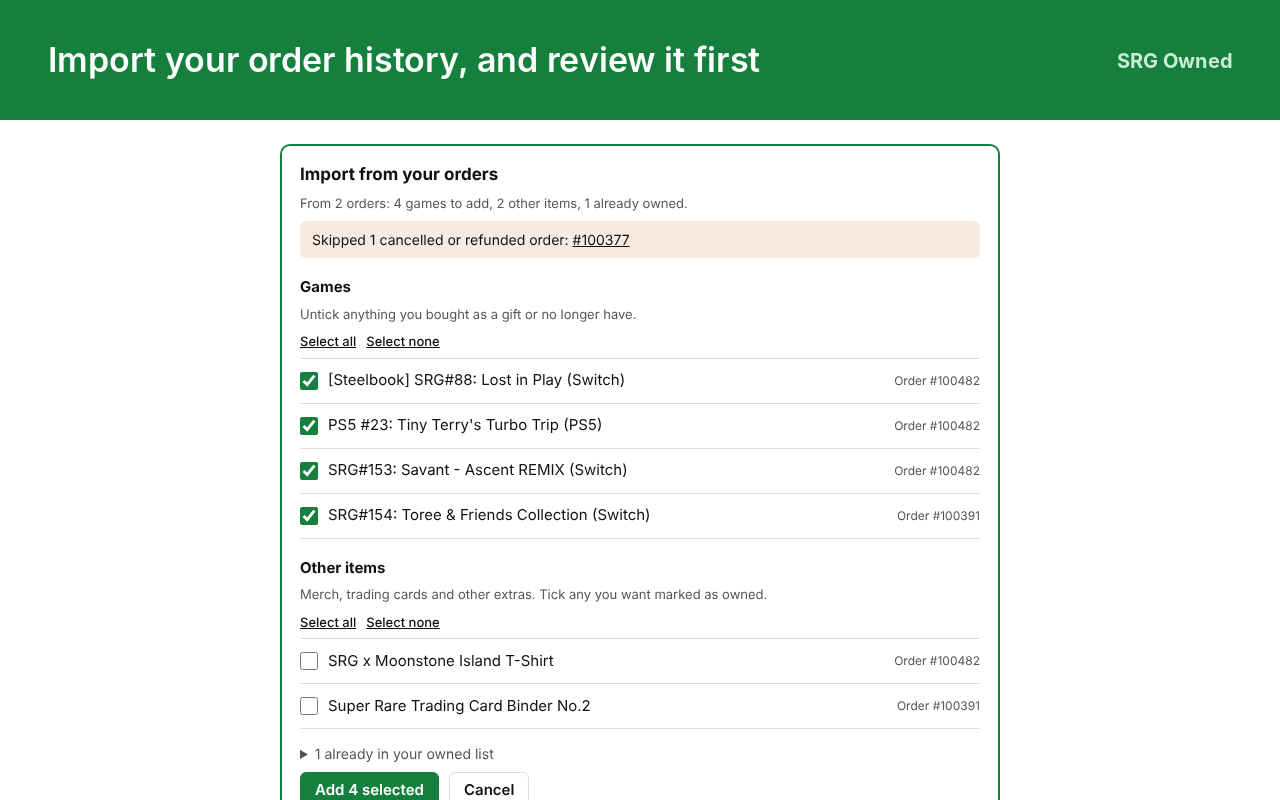 Import your order history, and review it first
SRG Owned
Import from your orders
From 2 orders: 4 games to add, 2 other items, 1 already owned.
Skipped 1 cancelled or refunded order: #100377
Games
Untick anything you bought as a gift or no longer have.
Select all Select none
[Steelbook] SRG#88: Lost in Play (Switch) Order #100482
PS5 #23: Tiny Terry's Turbo Trip (PS5) Order #100482
SRG#153: Savant - Ascent REMIX (Switch) Order #100482
SRG#154: Toree & Friends Collection (Switch) Order #100391
Other items
Merch, trading cards and other extras. Tick any you want marked as owned.
Select all Select none
SRG x Moonstone Island T-Shirt Order #100482
Super Rare Trading Card Binder No.2 Order #100391
1 already in your owned list
Add 4 selected Cancel